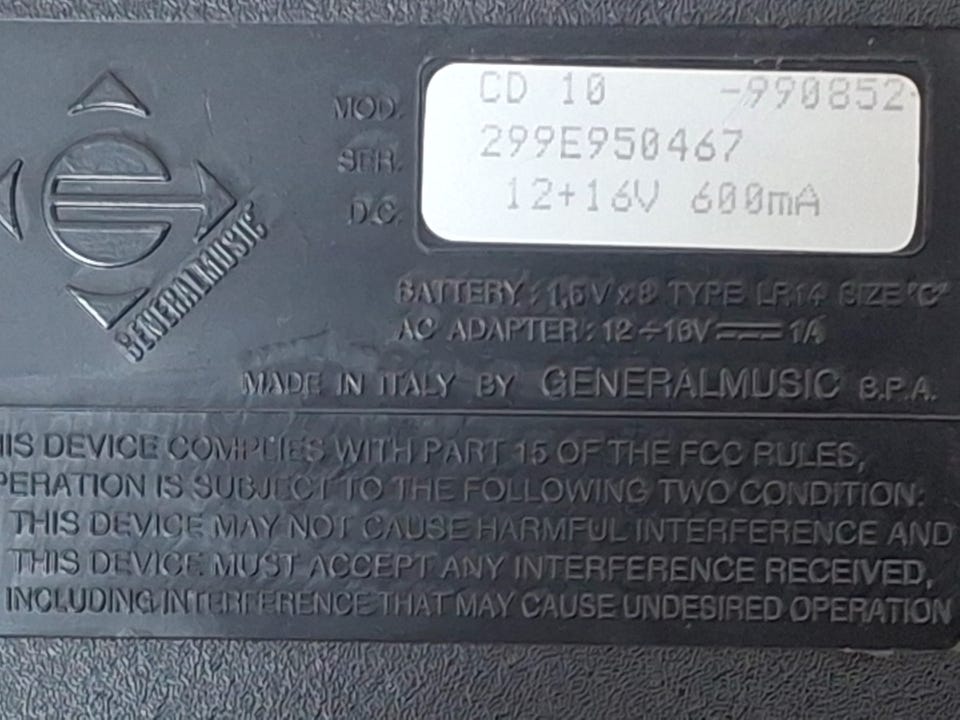 MOD. CD 10 -990852
SER. 299E950467
D.C. 12+16V 600mA
GENERALMUSIC
BATTERY: 1,5V x 8 TYPE LR14 SIZE "C"
AC ADAPTER: 12÷16V 1A
MADE IN ITALY BY GENERALMUSIC S.P.A.
HIS DEVICE COMPLIES WITH PART 15 OF THE FCC RULES,
PERATION IS SUBJECT TO THE FOLLOWING TWO CONDITION:
THIS DEVICE MAY NOT CAUSE HARMFUL INTERFERENCE AND
THIS DEVICE MUST ACCEPT ANY INTERFERENCE RECEIVED,
INCLUDING INTERFERENCE THAT MAY CAUSE UNDESIRED OPERATION